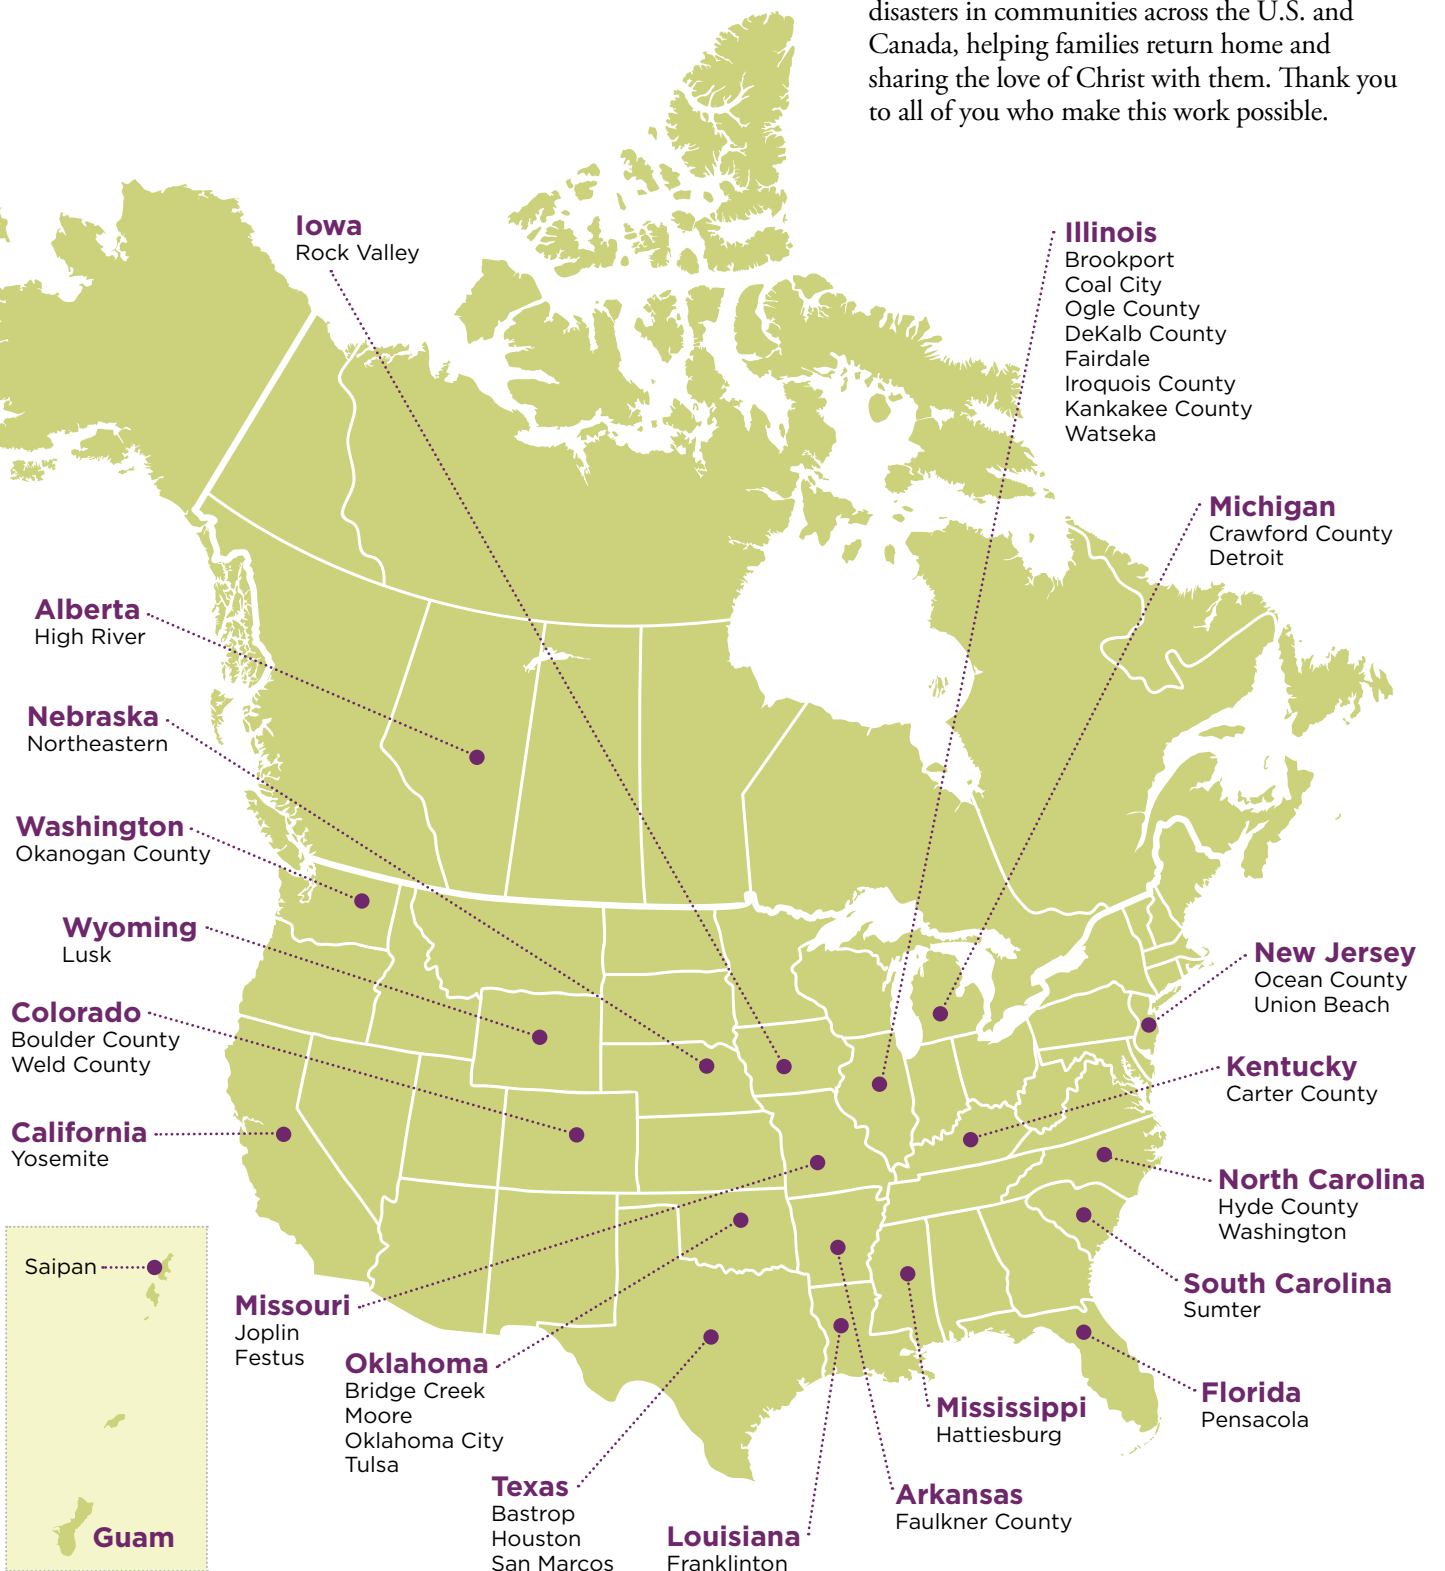 disasters in communities across the U.S. and
Canada, helping families return home and
sharing the love of Christ with them. Thank you
to all of you who make this work possible.
Iowa
Rock Valley
Illinois
Brookport
Coal City
Ogle County
DeKalb County
Fairdale
Iroquois County
Kankakee County
Watseka
Michigan
Crawford County
Detroit
Alberta
High River
Nebraska
Northeastern
Washington
Okanogan County
Wyoming
Lusk
Colorado
Boulder County
Weld County
California
Yosemite
New Jersey
Ocean County
Union Beach
Kentucky
Carter County
North Carolina
Hyde County
Washington
South Carolina
Sumter
Florida
Pensacola
Saipan
Guam
Missouri
Joplin
Festus
Oklahoma
Bridge Creek
Moore
Oklahoma City
Tulsa
Texas
Bastrop
Houston
San Marcos
Louisiana
Franklinton
Mississippi
Hattiesburg
Arkansas
Faulkner County